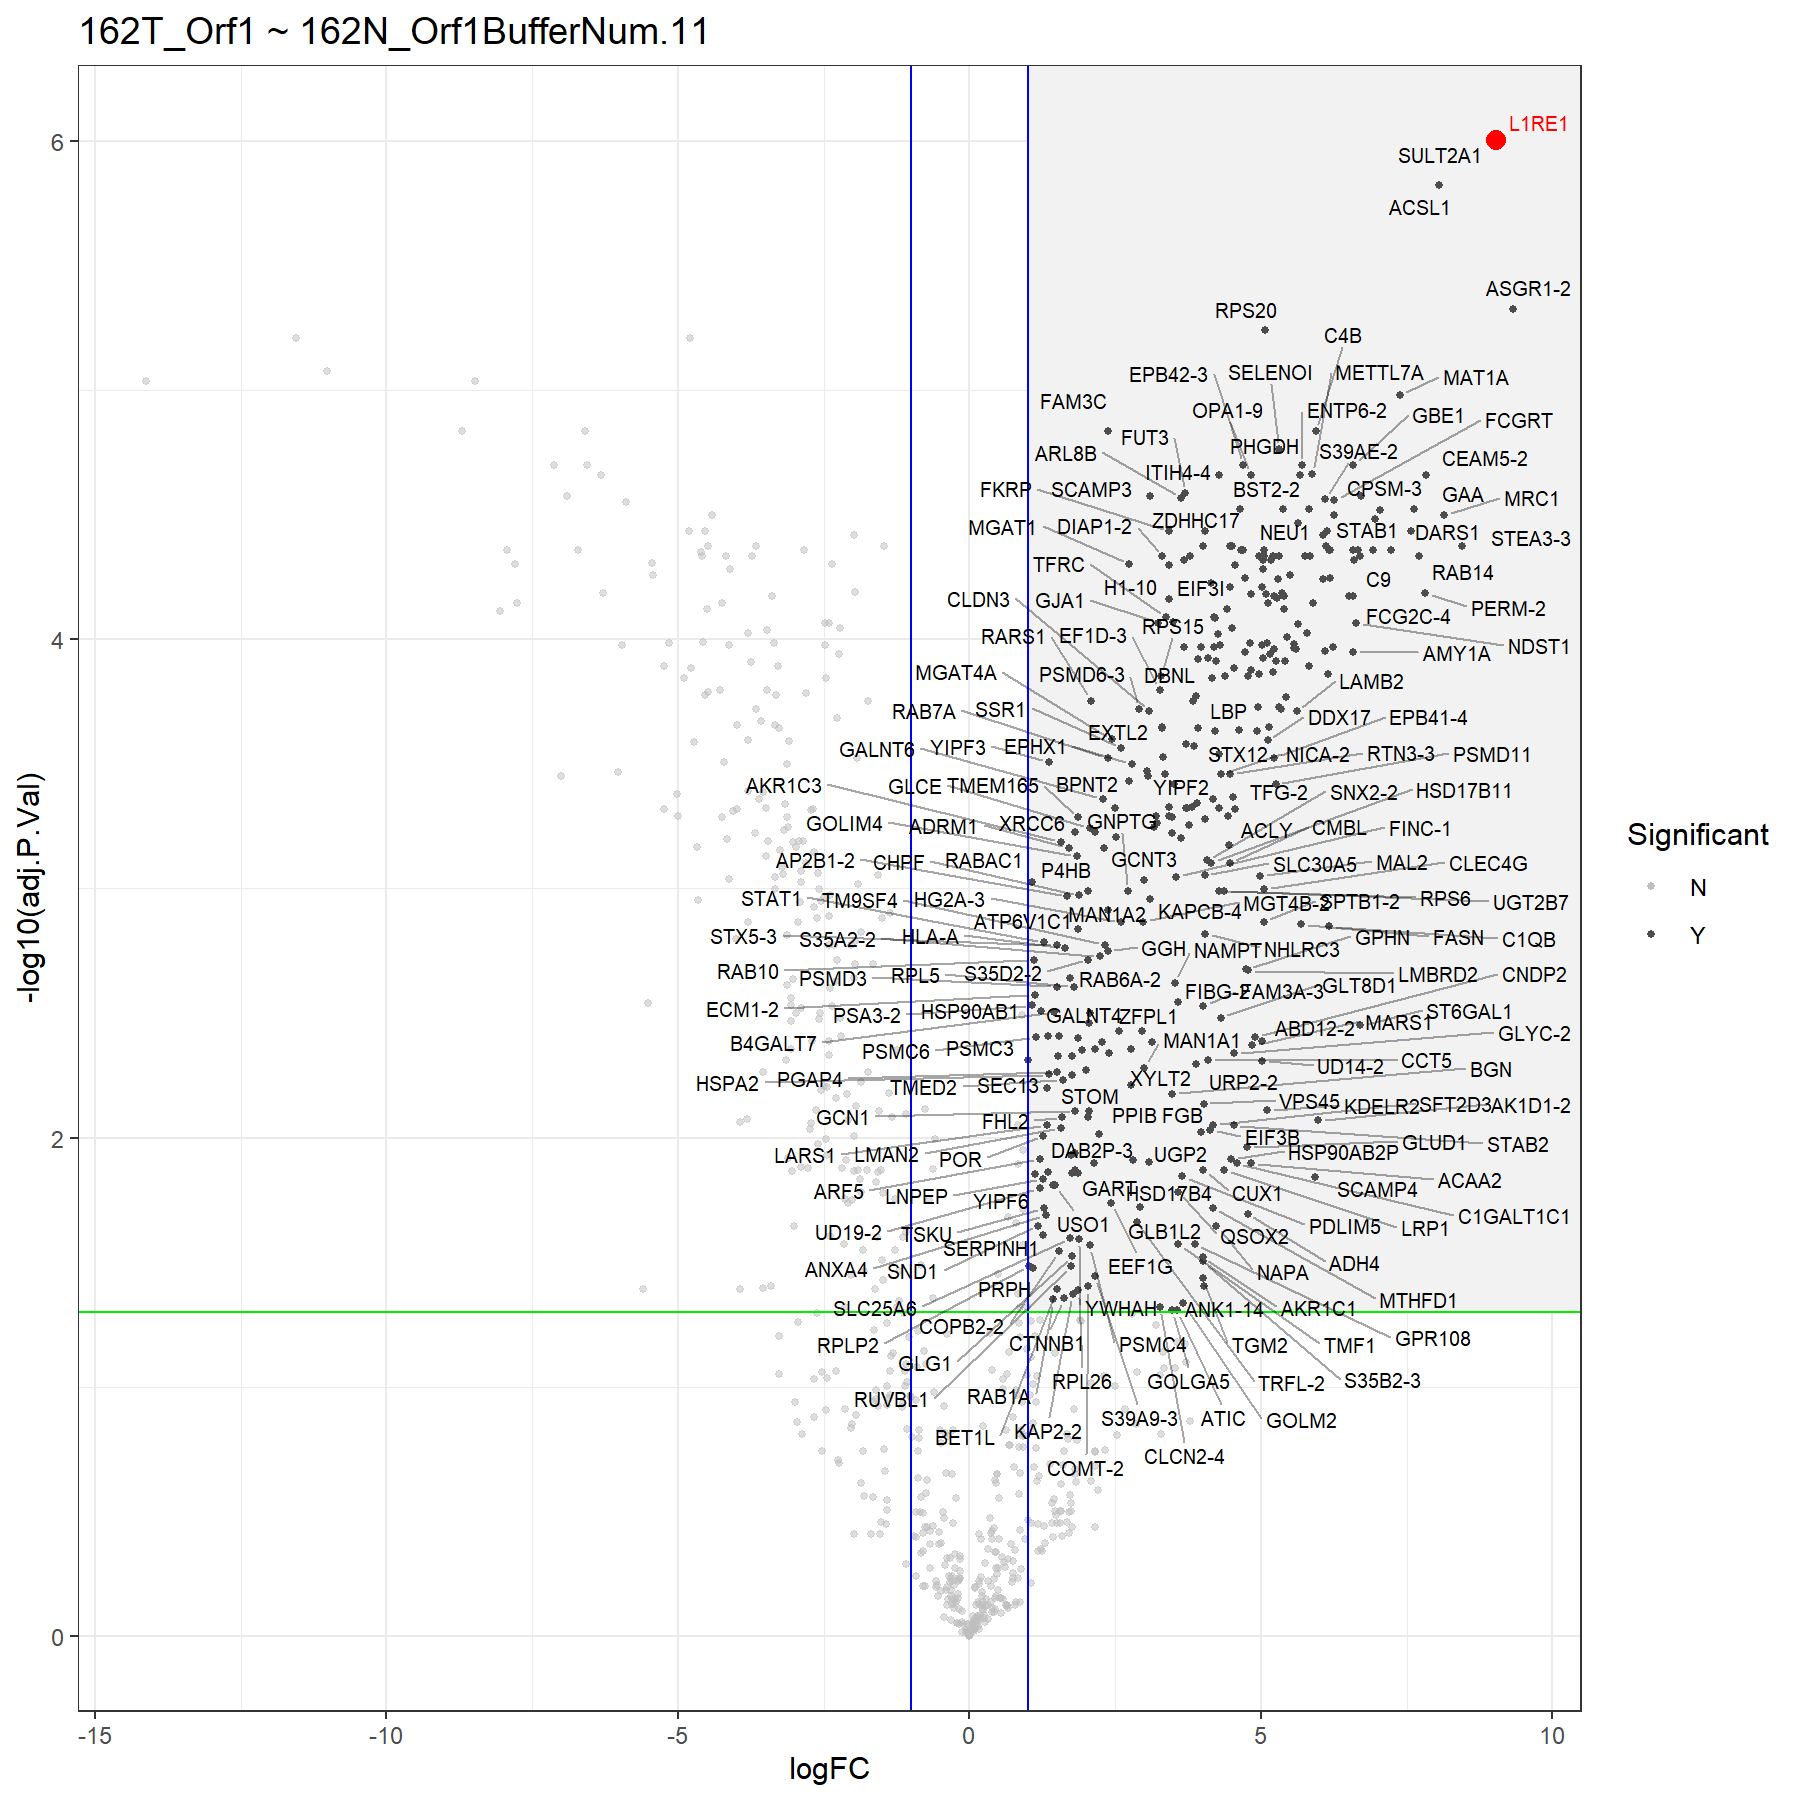 162T_Orf1 ~ 162N_Orf1BufferNum.11
L1RE1
SULT2A1
ACSL1
ASGR1-2
RPS20
C4B
EPB42-3
SELENOI
METTL7A
MAT1A
FAM3C
OPA1-9
ENTP6-2
GBE1
FCGRT
FUT3
PHGDH
S39AE-2
ARL8B
CEAM5-2
ITIH4-4
FKRP
SCAMP3
BST2-2
CPSM-3
GAA
MRC1
MGAT1
DIAP1-2
ZDHHC17
NEU1
STAB1
DARS1
STEA3-3
TFRC
H1-10
EIF3I
C9
RAB14
CLDN3
GJA1
PERM-2
FCG2C-4
RARS1
EF1D-3
RPS15
NDST1
AMY1A
MGAT4A
PSMD6-3
DBNL
LAMB2
RAB7A
SSR1
EXTL2
LBP
DDX17
EPB41-4
GALNT6
YIPF3
EPHX1
STX12
NICA-2
RTN3-3
PSMD11
AKR1C3
GLCE
TMEM165
BPNT2
YIPF2
TFG-2
SNX2-2
HSD17B11
GOLIM4
ADRM1
XRCC6
GNPTG
ACLY
CMBL
FINC-1
AP2B1-2
CHPF
RABAC1
P4HB
GCNT3
SLC30A5
MAL2
CLEC4G
STAT1
TM9SF4
HG2A-3
MAN1A2
KAPCB-4
MGT4B-2
SPTB1-2
RPS6
UGT2B7
ATP6V1C1
STX5-3
S35A2-2
HLA-A
GGH
NAMPT
NHLRC3
GPHN
FASN
C1QB
RAB10
PSMD3
RPL5
S35D2-2
RAB6A-2
LMBRD2
CNDP2
FIBG-2
FAM3A-3
GLT8D1
ECM1-2
PSA3-2
HSP90AB1
GALNT4
ZFPL1
ABD12-2
MARS1
ST6GAL1
GLYC-2
B4GALT7
PSMC6
PSMC3
MAN1A1
UD14-2
CCT5
BGN
HSPA2
PGAP4
TMED2
SEC13
XYLT2
URP2-2
STOM
VPS45
KDELR2
SFT2D3
AK1D1-2
GCN1
FHL2
PPIB
FGB
EIF3B
GLUD1
STAB2
LARS1
LMAN2
POR
DAB2P-3
UGP2
HSP90AB2P
ACAA2
ARF5
LNPEP
YIPF6
GART
HSD17B4
CUX1
SCAMP4
C1GALT1C1
UD19-2
TSKU
USO1
GLB1L2
QSOX2
PDLIM5
LRP1
SERPINH1
ANXA4
SND1
EEF1G
NAPA
ADH4
PRPH
MTHFD1
SLC25A6
YWHAH
ANK1-14
AKR1C1
COPB2-2
RPLP2
CTNNB1
PSMC4
TGM2
TMF1
GPR108
GLG1
RUVBL1
RAB1A
RPL26
GOLGA5
TRFL-2
S35B2-3
BET1L
KAP2-2
S39A9-3
ATIC
GOLM2
CLCN2-4
COMT-2
6
4
2
0
-15
-10
-5
0
5
10
logFC
-log10(adj.P.Val)
Significant
N
Y